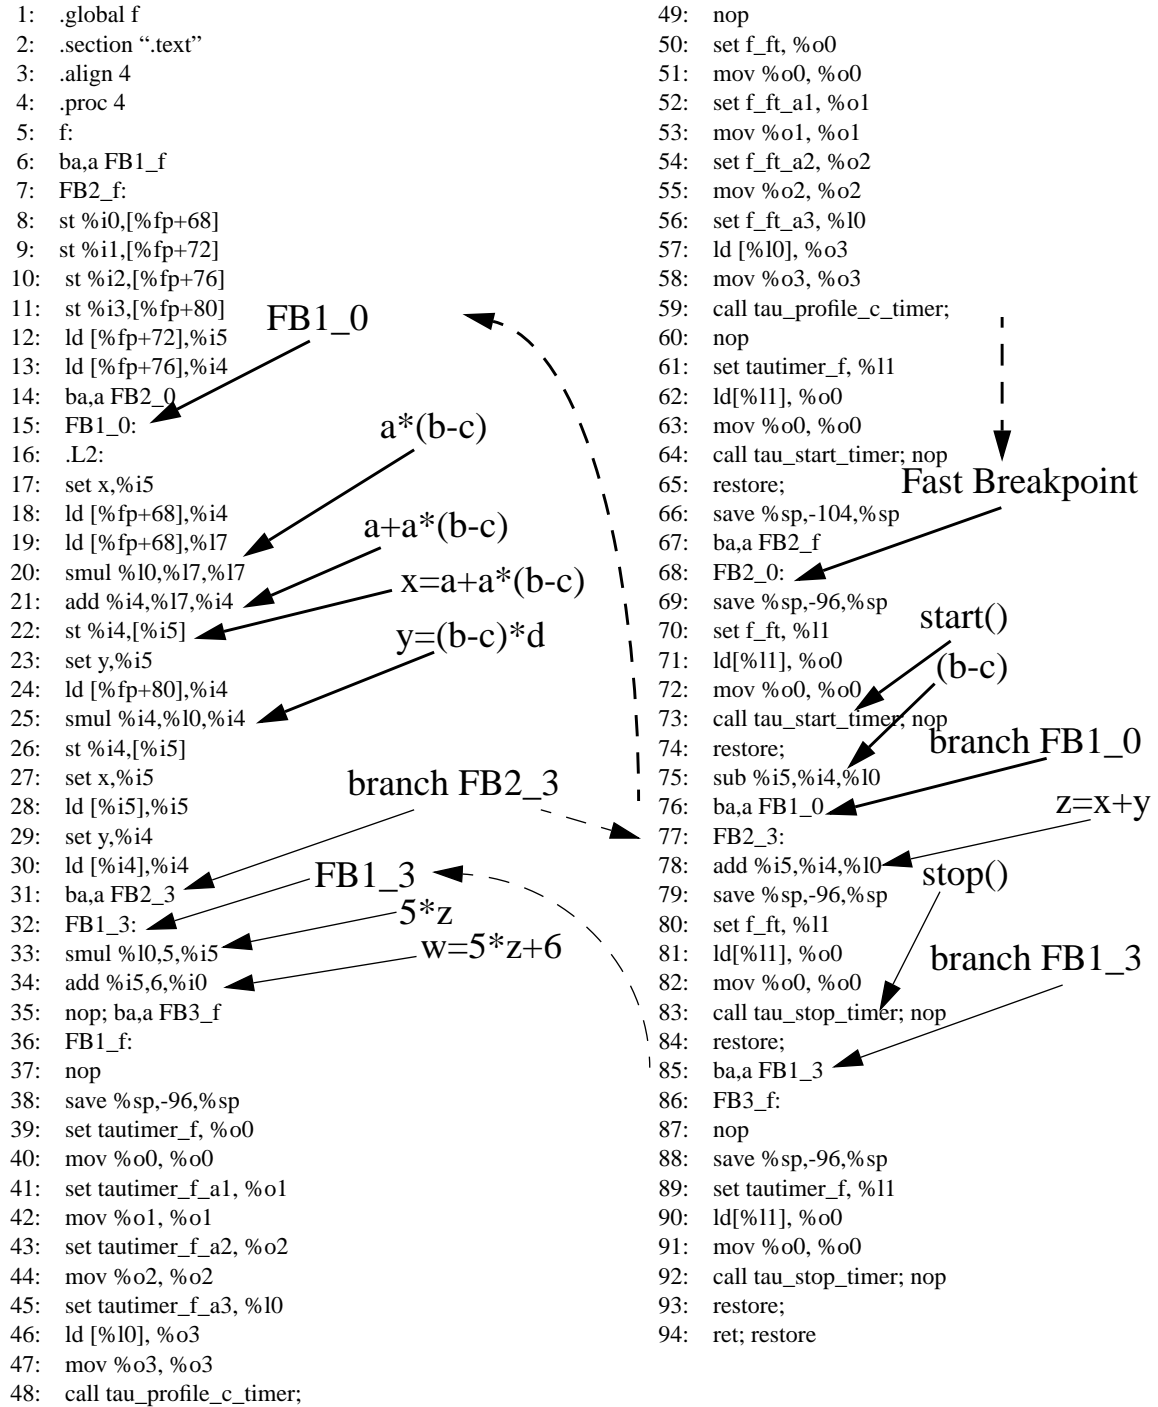 1: .global f
2: .section “.text”
3: .align 4
4: .proc 4
5: f:
6: ba,a FB1_f
7: FB2_f:
8: st %i0,[%fp+68]
9: st %i1,[%fp+72]
10: st %i2,[%fp+76]
11: st %i3,[%fp+80]
12: ld [%fp+72],%i5
13: ld [%fp+76],%i4
14: ba,a FB2_0
15: FB1_0:
16: .L2:
17: set x,%i5
18: ld [%fp+68],%i4
19: ld [%fp+68],%l7
20: smul %l0,%l7,%l7
21: add %i4,%l7,%i4
22: st %i4,[%i5]
23: set y,%i5
24: ld [%fp+80],%i4
25: smul %i4,%l0,%i4
26: st %i4,[%i5]
27: set x,%i5
28: ld [%i5],%i5
29: set y,%i4
30: ld [%i4],%i4
31: ba,a FB2_3
32: FB1_3:
33: smul %l0,5,%i5
34: add %i5,6,%i0
35: nop; ba,a FB3_f
36: FB1_f:
37: nop
38: save %sp,-96,%sp
39: set tautimer_f, %o0
40: mov %o0, %o0
41: set tautimer_f_a1, %o1
42: mov %o1, %o1
43: set tautimer_f_a2, %o2
44: mov %o2, %o2
45: set tautimer_f_a3, %l0
46: ld [%l0], %o3
47: mov %o3, %o3
48: call tau_profile_c_timer;
FB1_0
a*(b-c)
a+a*(b-c)
x=a+a*(b-c)
y=(b-c)*d
branch FB2_3
FB1_3
5*z
w=5*z+6
49: nop
50: set f_ft, %o0
51: mov %o0, %o0
52: set f_ft_a1, %o1
53: mov %o1, %o1
54: set f_ft_a2, %o2
55: mov %o2, %o2
56: set f_ft_a3, %l0
57: ld [%l0], %o3
58: mov %o3, %o3
59: call tau_profile_c_timer;
60: nop
61: set tautimer_f, %l1
62: ld[%l1], %o0
63: mov %o0, %o0
64: call tau_start_timer; nop
65: restore;
66: save %sp,-104,%sp
67: ba,a FB2_f
68: FB2_0:
69: save %sp,-96,%sp
70: set f_ft, %l1
71: ld[%l1], %o0
72: mov %o0, %o0
73: call tau_start_timer; nop
74: restore;
75: sub %i5,%i4,%l0
76: ba,a FB1_0
77: FB2_3:
78: add %i5,%i4,%l0
79: save %sp,-96,%sp
80: set f_ft, %l1
81: ld[%l1], %o0
82: mov %o0, %o0
83: call tau_stop_timer; nop
84: restore;
85: ba,a FB1_3
86: FB3_f:
87: nop
88: save %sp,-96,%sp
89: set tautimer_f, %l1
90: ld[%l1], %o0
91: mov %o0, %o0
92: call tau_stop_timer; nop
93: restore;
94: ret; restore
Fast Breakpoint
start()
(b-c)
branch FB1_0
z=x+y
stop()
branch FB1_3